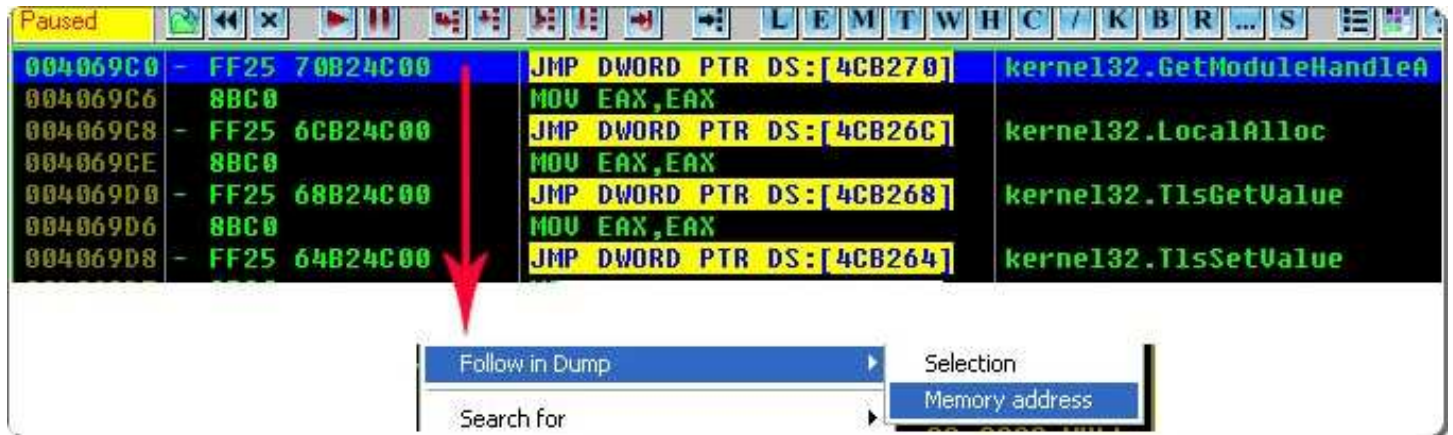 Paused L E M T W H C / K B R ... S
004069C0 - FF25 70B24C00 JMP DWORD PTR DS:[4CB270] kernel32.GetModuleHandleA
004069C6 8BC0 MOV EAX,EAX
004069C8 - FF25 6CB24C00 JMP DWORD PTR DS:[4CB26C] kernel32.LocalAlloc
004069CE 8BC0 MOV EAX,EAX
004069D0 - FF25 68B24C00 JMP DWORD PTR DS:[4CB268] kernel32.TlsGetValue
004069D6 8BC0 MOV EAX,EAX
004069D8 - FF25 64B24C00 JMP DWORD PTR DS:[4CB264] kernel32.TlsSetValue
Follow in Dump Selection
Memory address
Search for